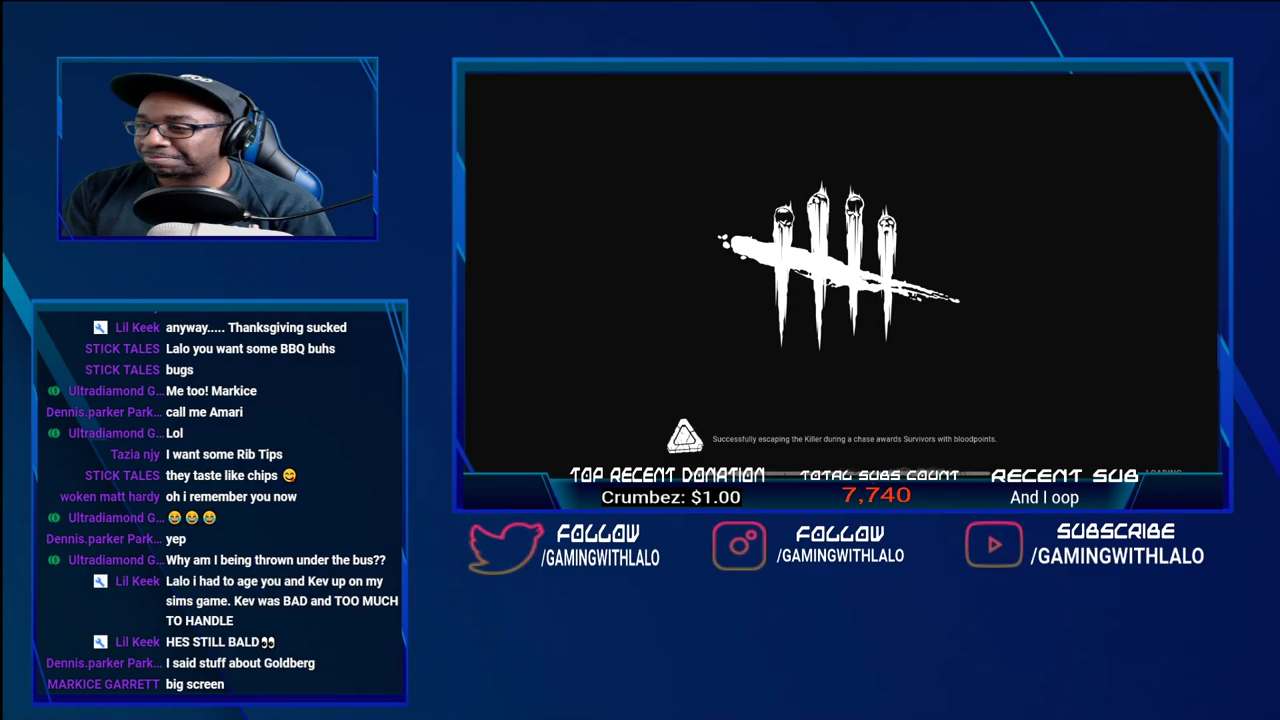 Lil Keek anyway..... Thanksgiving sucked
STICK TALES Lalo you want some BBQ buhs
STICK TALES bugs
Ultradiamond G... Me too! Markice
Dennis.parker Park... call me Amari
Ultradiamond G... Lol
Tazia njy I want some Rib Tips
STICK TALES they taste like chips 😋
woken matt hardy oh i remember you now
Ultradiamond G... 😂 😂 😂
Dennis.parker Park... yep
Ultradiamond G... Why am I being thrown under the bus??
Lil Keek Lalo i had to age you and Kev up on my
sims game. Kev was BAD and TOO MUCH
TO HANDLE
Lil Keek HES STILL BALD👀
Dennis.parker Park... I said stuff about Goldberg
MARKICE GARRETT big screen
Successfully escaping the Killer during a chase awards Survivors with bloodpoints.
LOADING
TOP RECENT DONATION
Crumbez: $1.00
TOTAL SUBS COUNT
7,740
RECENT SUB
And I oop
FOLLOW
/GAMINGWITHLALO
FOLLOW
/GAMINGWITHLALO
SUBSCRIBE
/GAMINGWITHLALO